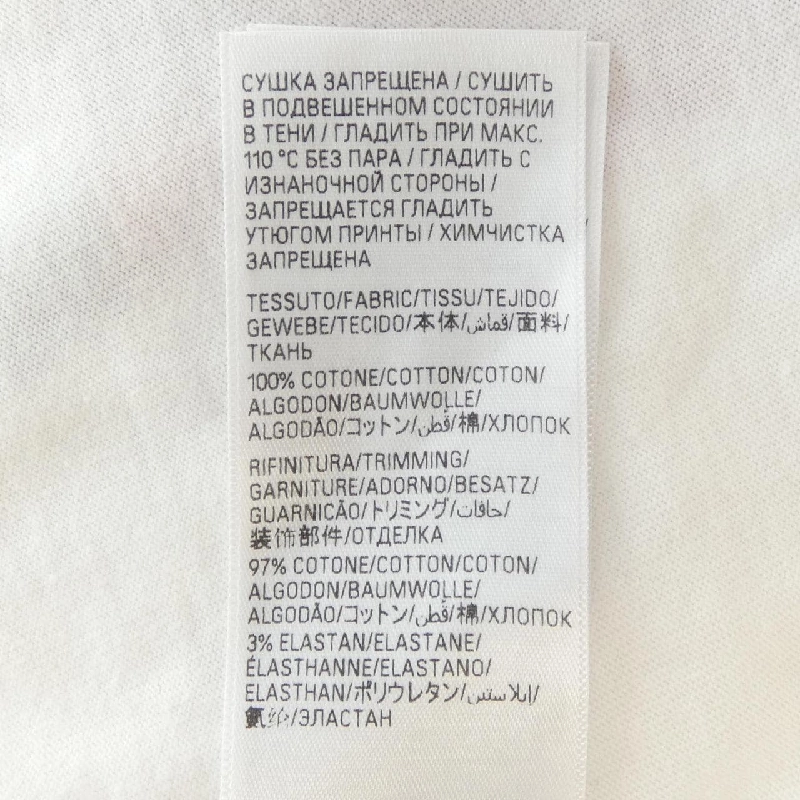 СУШКА ЗАПРЕЩЕНА / СУШИТЬ
В ПОДВЕШЕННОМ СОСТОЯНИИ
В ТЕНИ / ГЛАДИТЬ ПРИ МАКС.
110 °C БЕЗ ПАРА / ГЛАДИТЬ С
ИЗНАНОЧНОЙ СТОРОНЫ /
ЗАПРЕЩАЕТСЯ ГЛАДИТЬ
УТЮГОМ ПРИНТЫ / ХИМЧИСТКА
ЗАПРЕЩЕНА
TESSUTO/FABRIC/TISSU/TEJIDO/
GEWEBE/TECIDO/本体/قماش/面料/
ТКАНЬ
100% COTONE/COTTON/COTON/
ALGODON/BAUMWOLLE/
ALGODÃO/コットン/قطن/棉/ХЛОПОК
RIFINITURA/TRIMMING/
GARNITURE/ADORNO/BESATZ/
GUARNICÃO/トリミング/حافات/
装饰部件/ОТДЕЛКА
97% COTONE/COTTON/COTON/
ALGODON/BAUMWOLLE/
ALGODÃO/コットン/قطن/棉/ХЛОПОК
3% ELASTAN/ELASTANE/
ÉLASTHANNE/ELASTANO/
ELASTHAN/ポリウレタン/إيلاستين/
氨纶/ЭЛАСТАН